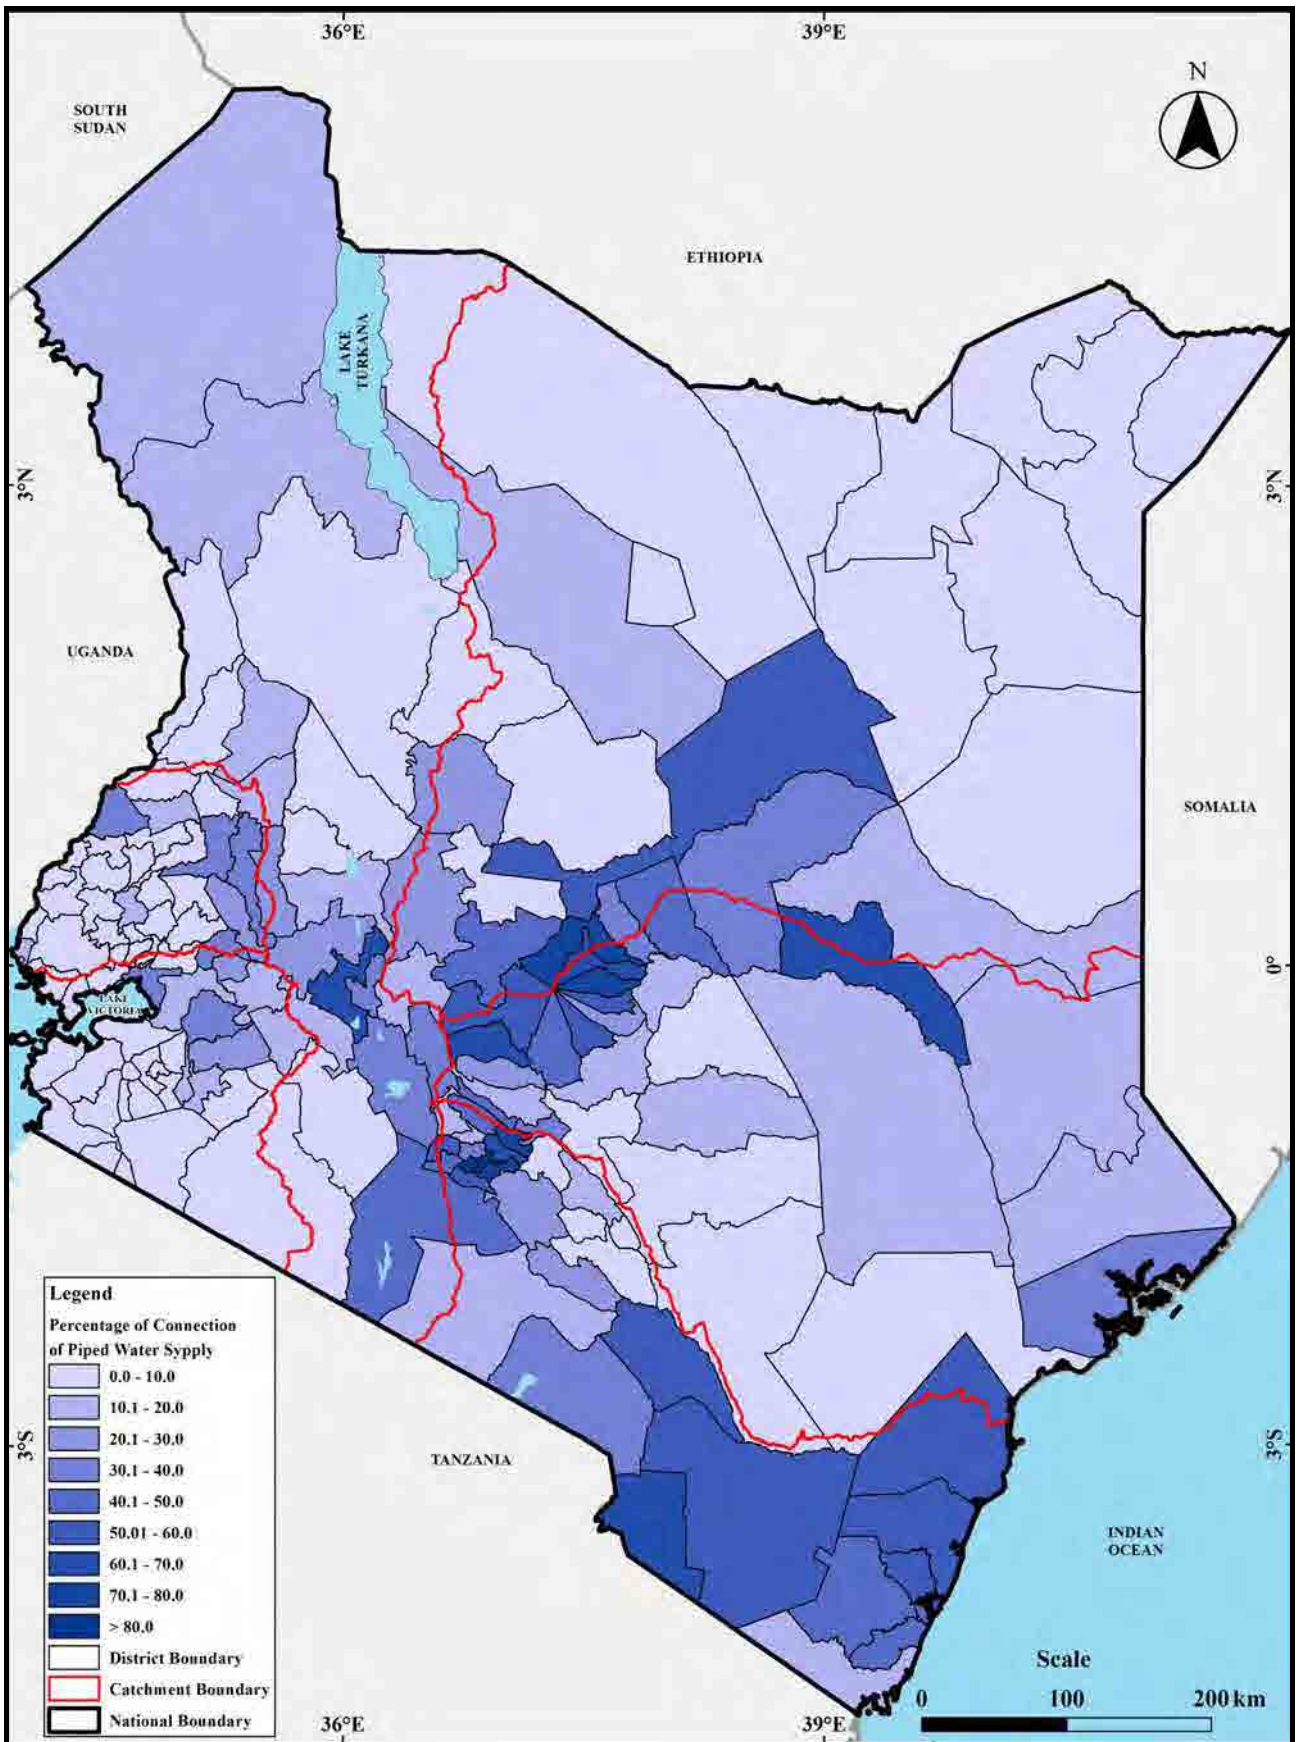 36°E
39°E
N
SOUTH
SUDAN
ETHIOPIA
LAKE
TURKANA
3°N
3°N
UGANDA
SOMALIA
0°
0°
LAKE
VICTORIA
Legend
Percentage of Connection
of Piped Water Sypply
0.0 - 10.0
10.1 - 20.0
20.1 - 30.0
30.1 - 40.0
40.1 - 50.0
50.01 - 60.0
60.1 - 70.0
70.1 - 80.0
> 80.0
District Boundary
Catchment Boundary
National Boundary
3°S
3°S
TANZANIA
INDIAN
OCEAN
Scale
0 100 200 km
36°E
39°E